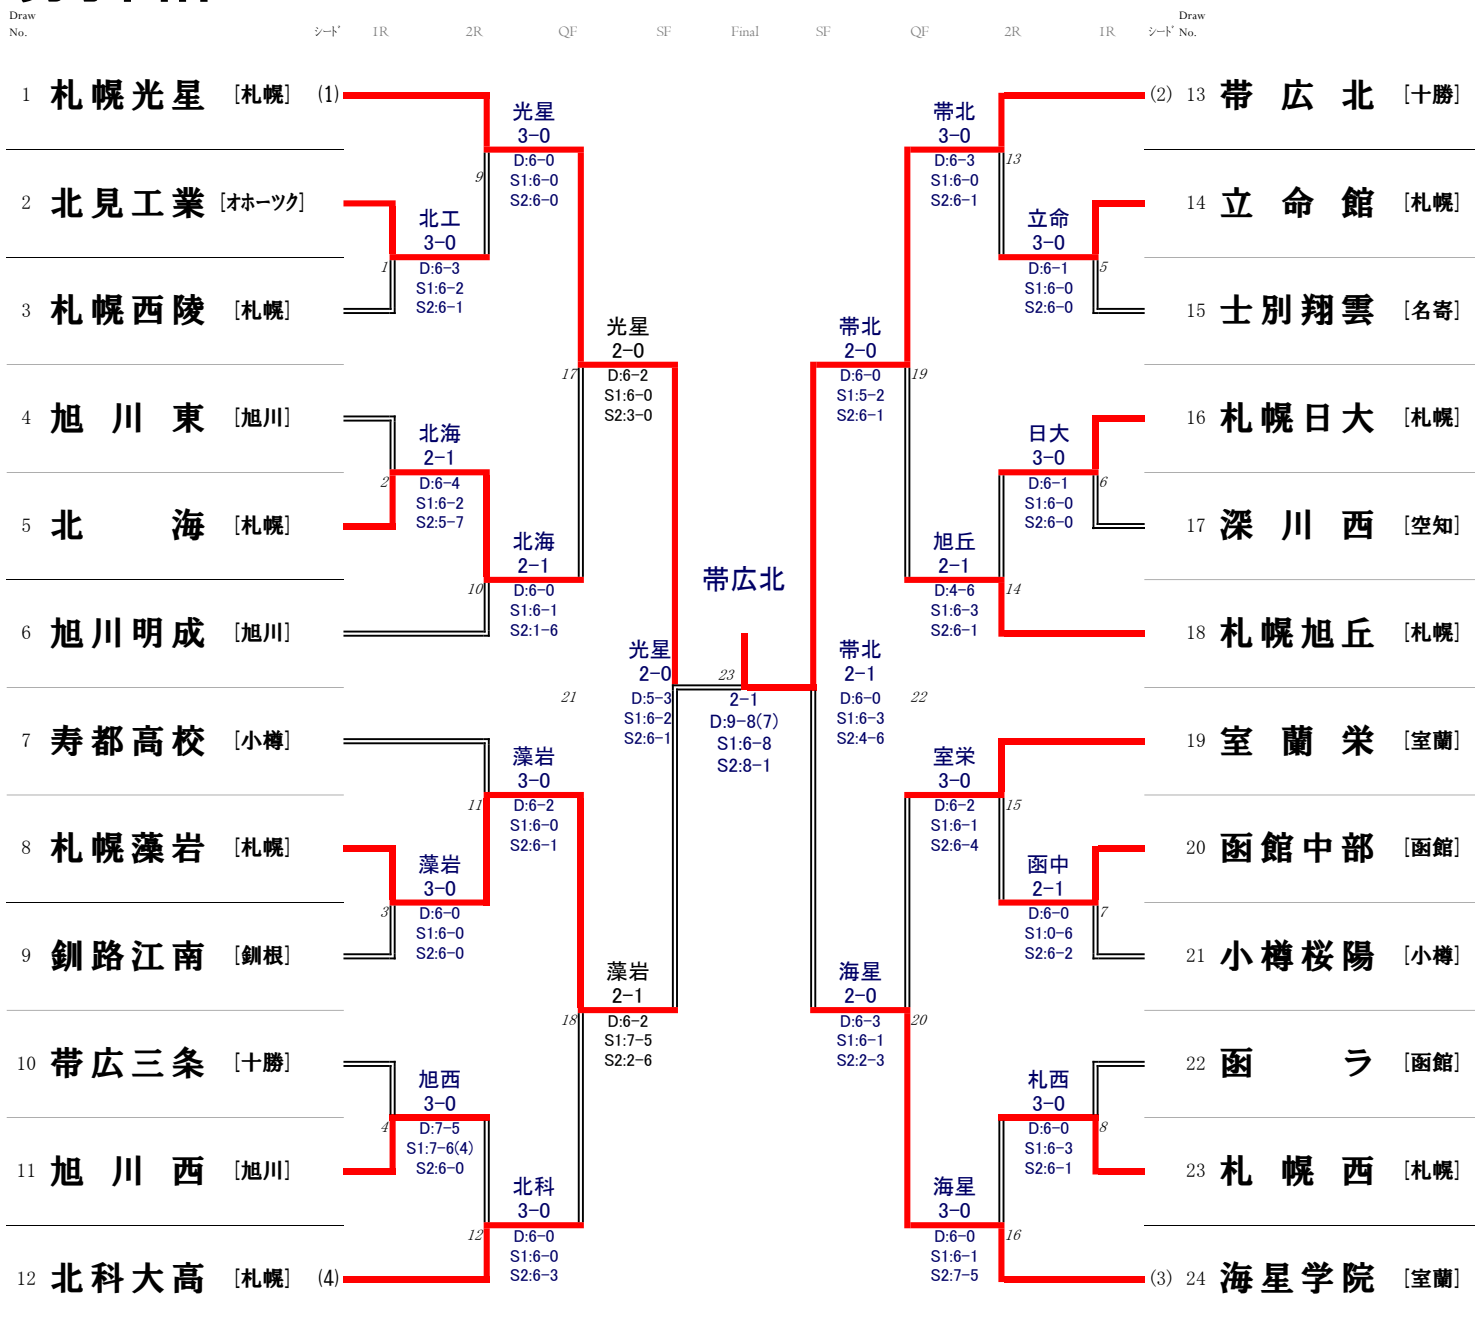 Draw
No.
シード 1R 2R QF SF Final SF QF 2R 1R シード
Draw
No.
1 札幌光星 [札幌] (1)
2 北見工業 [オホーツク]
3 札幌西陵 [札幌]
4 旭川東 [旭川]
5 北海 [札幌]
6 旭川明成 [旭川]
7 寿都高校 [小樽]
8 札幌藻岩 [札幌]
9 釧路江南 [釧根]
10 帯広三条 [十勝]
11 旭川西 [旭川]
12 北科大高 [札幌] (4)
1
北工
3-0
D:6-3
S1:6-2
S2:6-1
2
北海
2-1
D:6-4
S1:6-2
S2:5-7
3
藻岩
3-0
D:6-0
S1:6-0
S2:6-0
4
旭西
3-0
D:7-5
S1:7-6(4)
S2:6-0
9
光星
3-0
D:6-0
S1:6-0
S2:6-0
10
北海
2-1
D:6-0
S1:6-1
S2:1-6
11
藻岩
3-0
D:6-2
S1:6-0
S2:6-1
12
北科
3-0
D:6-0
S1:6-0
S2:6-3
17
光星
2-0
D:6-2
S1:6-0
S2:3-0
18
藻岩
2-1
D:6-2
S1:7-5
S2:2-6
21
光星
2-0
D:5-3
S1:6-2
S2:6-1
帯広北
23
2-1
D:9-8(7)
S1:6-8
S2:8-1
帯北
2-1
D:6-0
S1:6-3
S2:4-6
22
帯北
2-0
D:6-0
S1:5-2
S2:6-1
19
海星
2-0
D:6-3
S1:6-1
S2:2-3
20
帯北
3-0
D:6-3
S1:6-0
S2:6-1
13
旭丘
2-1
D:4-6
S1:6-3
S2:6-1
14
室栄
3-0
D:6-2
S1:6-1
S2:6-4
15
海星
3-0
D:6-0
S1:6-1
S2:7-5
16
立命
3-0
D:6-1
S1:6-0
S2:6-0
5
日大
3-0
D:6-1
S1:6-0
S2:6-0
6
函中
2-1
D:6-0
S1:0-6
S2:6-2
7
札西
3-0
D:6-0
S1:6-3
S2:6-1
8
(2) 13 帯広北 [十勝]
14 立命館 [札幌]
15 士別翔雲 [名寄]
16 札幌日大 [札幌]
17 深川西 [空知]
18 札幌旭丘 [札幌]
19 室蘭栄 [室蘭]
20 函館中部 [函館]
21 小樽桜陽 [小樽]
22 函ラ [函館]
23 札幌西 [札幌]
(3) 24 海星学院 [室蘭]